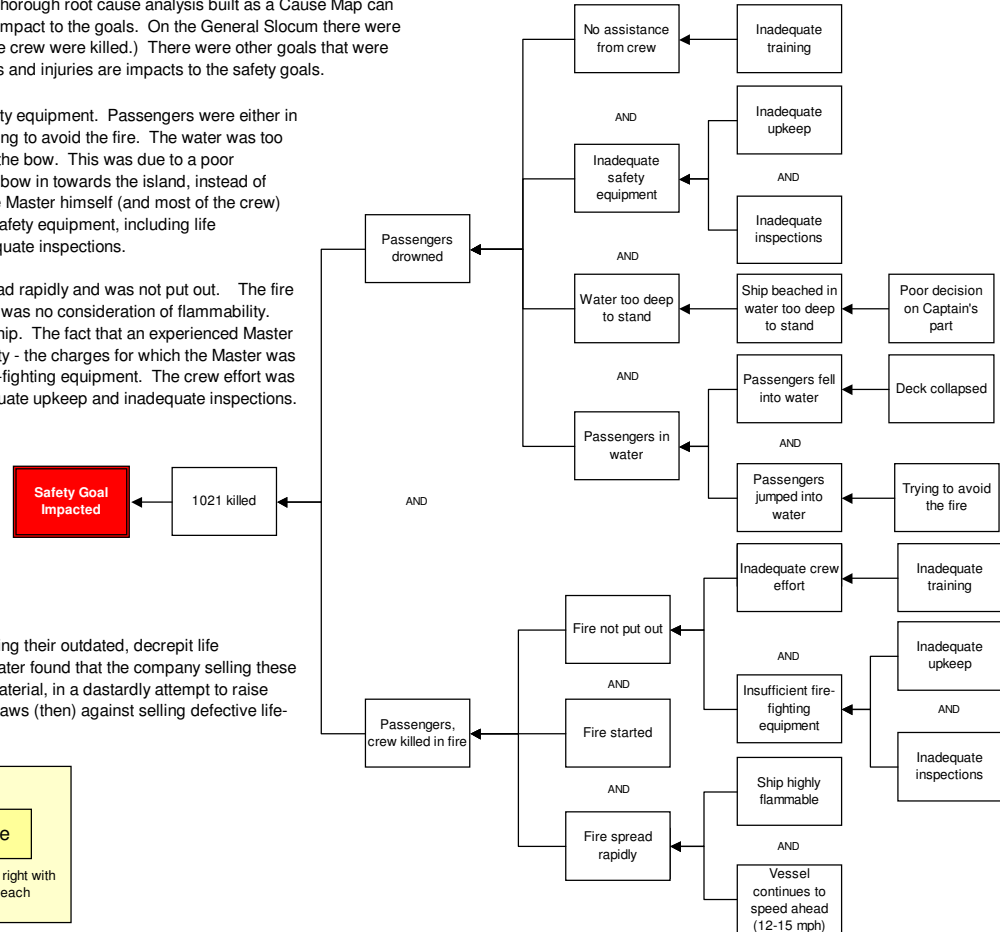 horough root cause analysis built as a Cause Map can
mpact to the goals.  On the General Slocum there were
e crew were killed.)  There were other goals that were
s and injuries are impacts to the safety goals.
ty equipment.  Passengers were either in
ng to avoid the fire.  The water was too
the bow.  This was due to a poor
bow in towards the island, instead of
e Master himself (and most of the crew)
afety equipment, including life
quate inspections.
ad rapidly and was not put out.    The fire
was no consideration of flammability.
hip.  The fact that an experienced Master
ty - the charges for which the Master was
-fighting equipment.  The crew effort was
uate upkeep and inadequate inspections.
Safety Goal
Impacted
1021 killed
AND
Passengers
drowned
No assistance
from crew
Inadequate
training
AND
Inadequate
safety
equipment
Inadequate
upkeep
AND
Inadequate
inspections
AND
Water too deep
to stand
Ship beached in
water too deep
to stand
Poor decision
on Captain's
part
AND
Passengers in
water
Passengers fell
into water
Deck collapsed
AND
Passengers
jumped into
water
Trying to avoid
the fire
Passengers,
crew killed in fire
Fire not put out
Inadequate crew
effort
Inadequate
training
AND
Insufficient fire-
fighting
equipment
Inadequate
upkeep
AND
Inadequate
inspections
AND
Fire started
AND
Fire spread
rapidly
Ship highly
flammable
AND
Vessel
continues to
speed ahead
(12-15 mph)
ing their outdated, decrepit life
ater found that the company selling these
aterial, in a dastardly attempt to raise
aws (then) against selling defective life-
e
right with
each